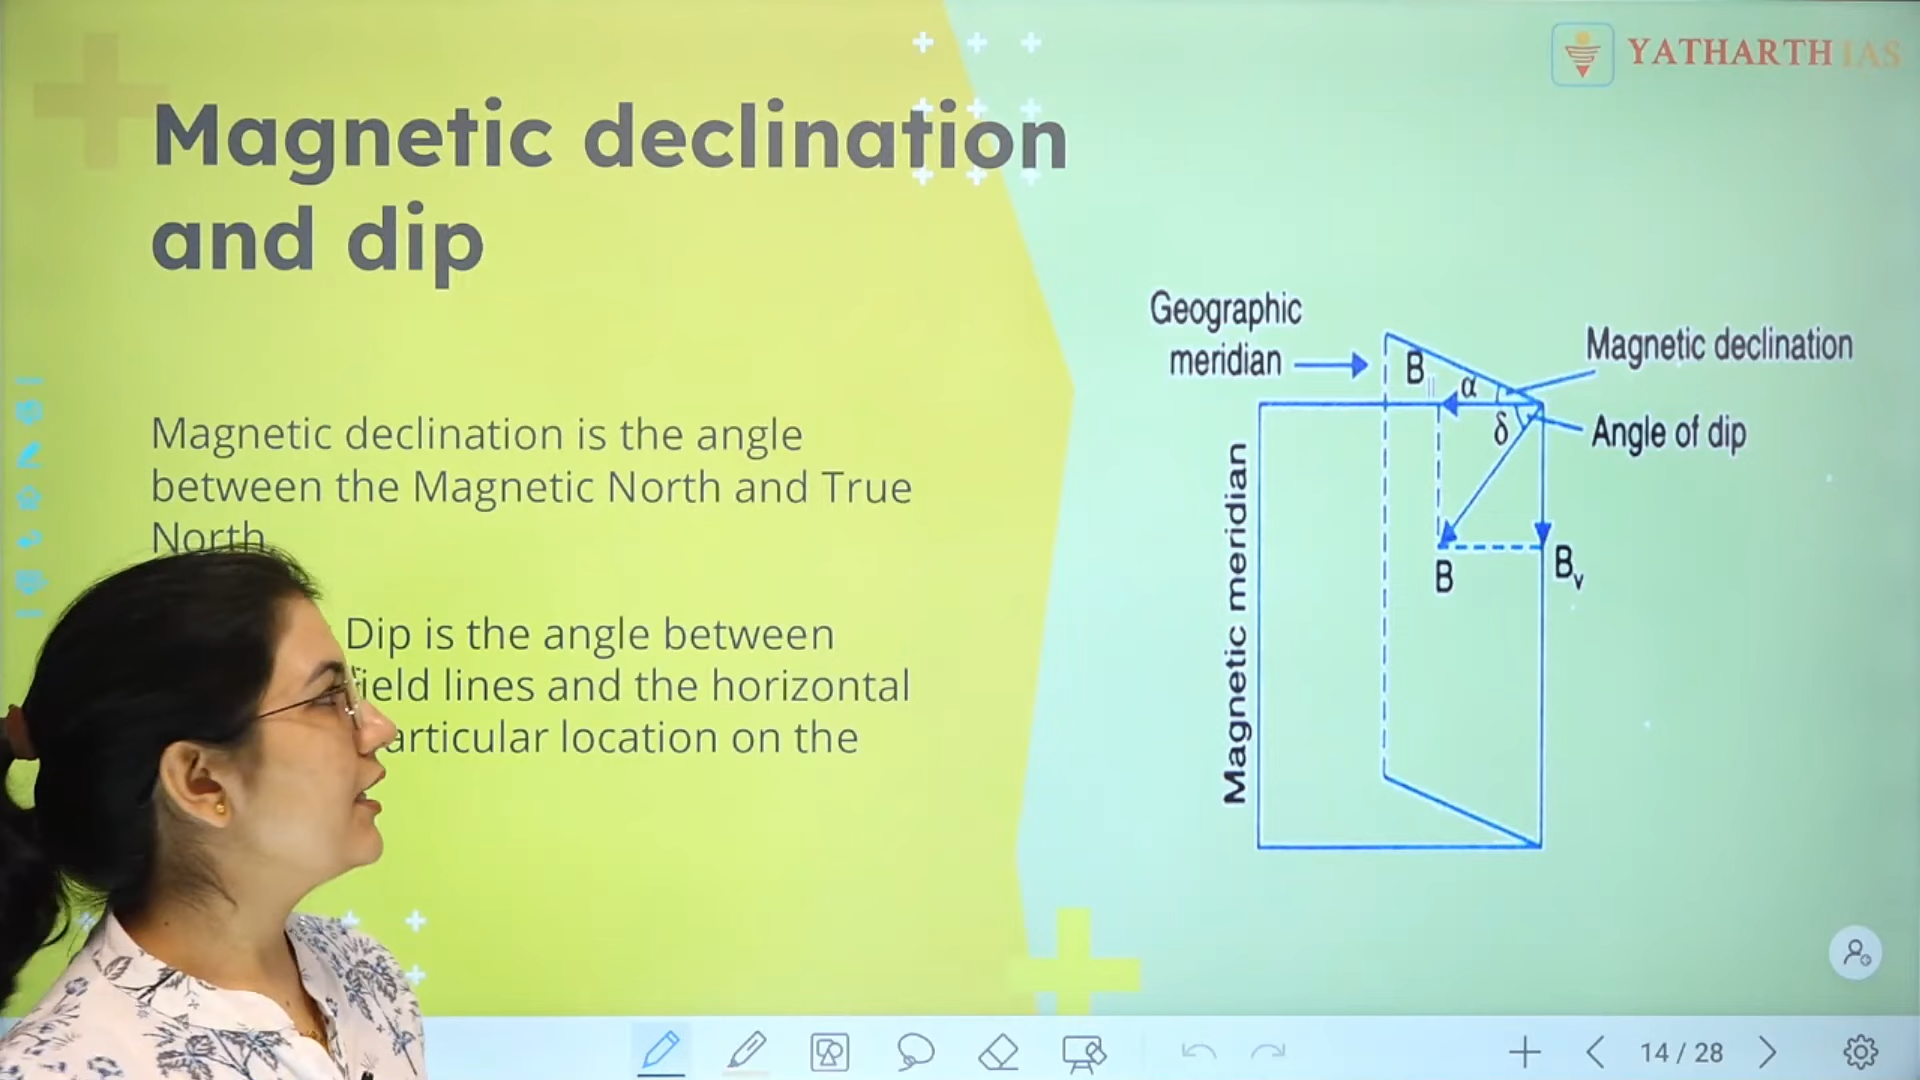 YATHARTH IAS
Magnetic declination
and dip
Magnetic declination is the angle
between the Magnetic North and True
North
Dip is the angle between
field lines and the horizontal
articular location on the
Geographic
meridian
Magnetic declination
B||
α
δ
Angle of dip
Magnetic meridian
B
Bv
14 / 28